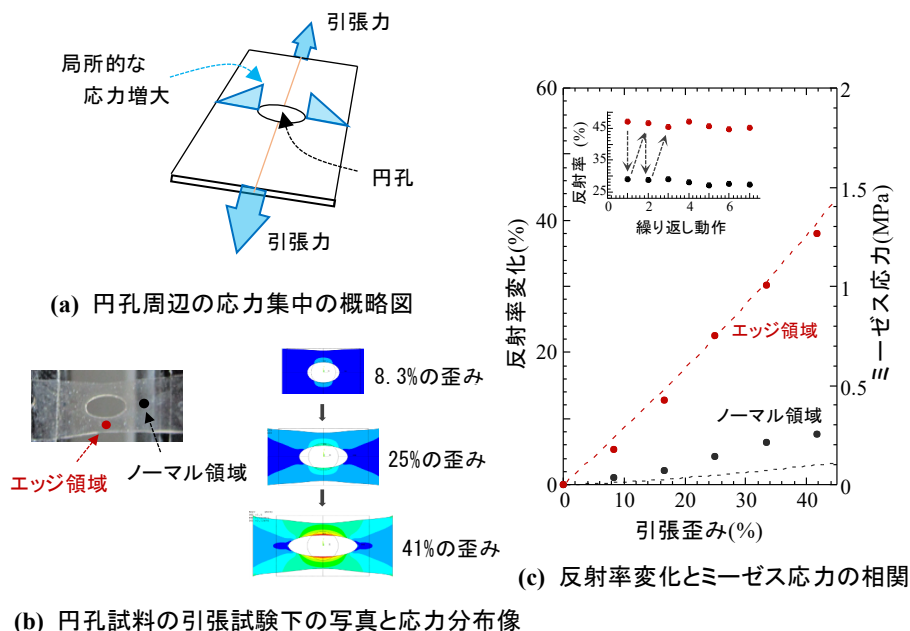 引張力
局所的な
応力増大
円孔
引張力
(a) 円孔周辺の応力集中の概略図
エッジ領域
ノーマル領域
8.3%の歪み
25%の歪み
41%の歪み
(b) 円孔試料の引張試験下の写真と応力分布像
反射率変化(%)
60
40
20
0
0 10 20 30 40
引張歪み(%)
2
1.5
1
0.5
0
ミーゼス応力(MPa)
反射率 (%)
45
35
25
0 2 4 6
繰り返し動作
エッジ領域
ノーマル領域
(c) 反射率変化とミーゼス応力の相関